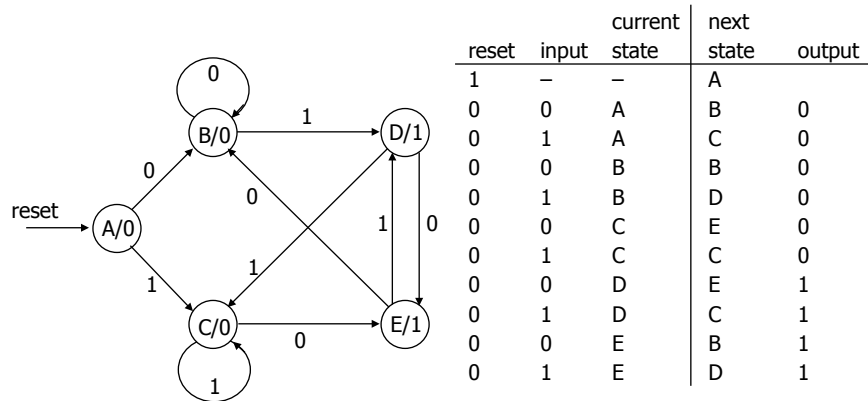 0
1
B/0
D/1
0
0
reset
A/0
1
0
1
1
C/0
E/1
0
1
current next
reset input state state output
1 – – A
0 0 A B 0
0 1 A C 0
0 0 B B 0
0 1 B D 0
0 0 C E 0
0 1 C C 0
0 0 D E 1
0 1 D C 1
0 0 E B 1
0 1 E D 1